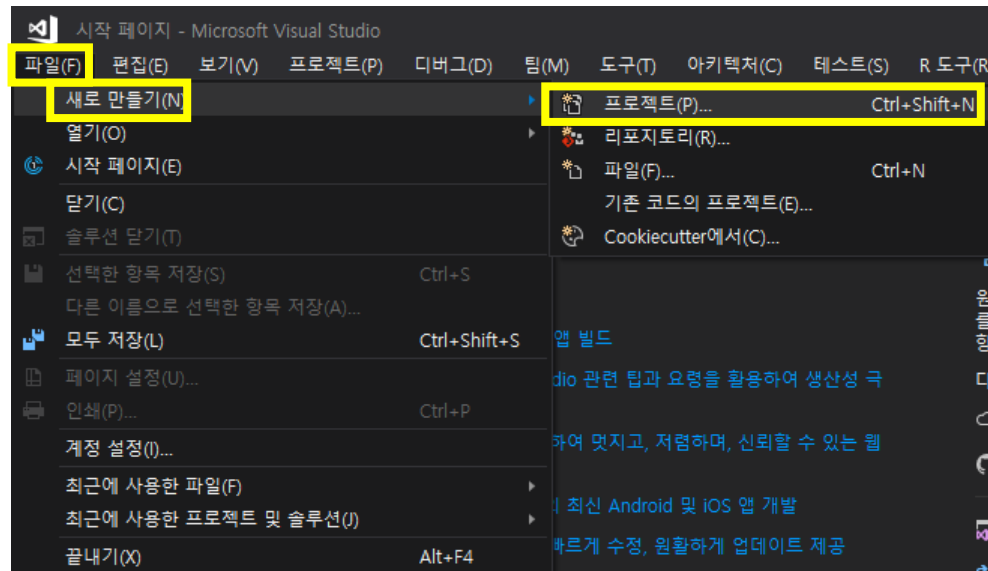 시작 페이지 - Microsoft Visual Studio
파일(F) 편집(E) 보기(V) 프로젝트(P) 디버그(D) 팀(M) 도구(T) 아키텍처(C) 테스트(S) R 도구(R
새로 만들기(N)
프로젝트(P)... Ctrl+Shift+N
열기(O)
리포지토리(R)...
시작 페이지(E)
파일(F)... Ctrl+N
닫기(C)
기존 코드의 프로젝트(E)...
솔루션 닫기(T)
Cookiecutter에서(C)...
선택한 항목 저장(S) Ctrl+S
다른 이름으로 선택한 항목 저장(A)...
모두 저장(L) Ctrl+Shift+S
앱 빌드
페이지 설정(U)...
dio 관련 팁과 요령을 활용하여 생산성 극
인쇄(P)... Ctrl+P
계정 설정(I)...
하여 멋지고, 저렴하며, 신뢰할 수 있는 웹
최근에 사용한 파일(F)
최신 Android 및 iOS 앱 개발
최근에 사용한 프로젝트 및 솔루션(J)
빠르게 수정, 원활하게 업데이트 제공
끝내기(X) Alt+F4